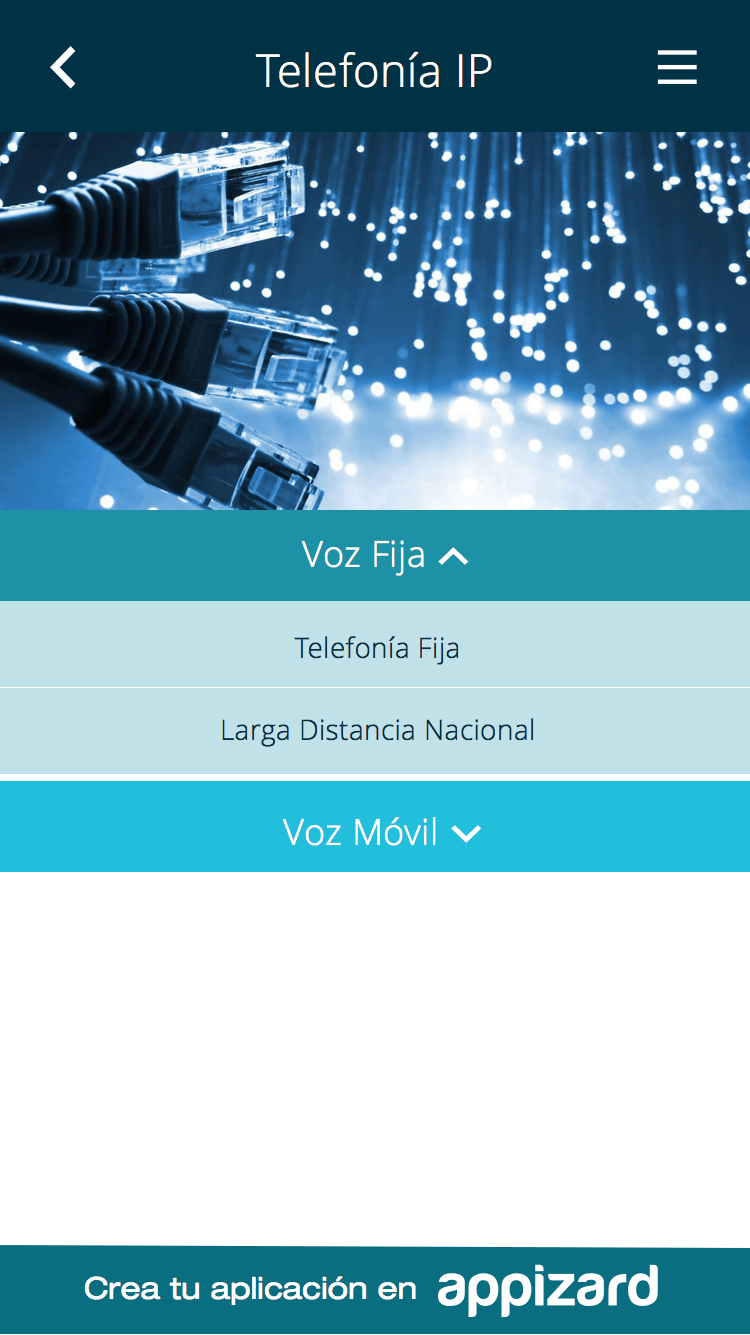 Telefonía IP
Voz Fija
Telefonía Fija
Larga Distancia Nacional
Voz Móvil
Crea tu aplicación en appizard